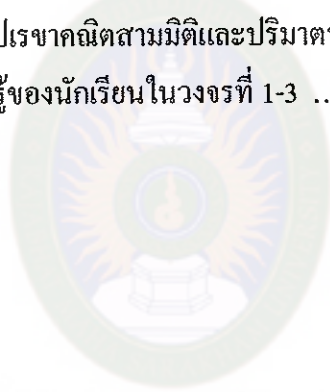 ปเรขาคณิตสามมิติและปริมาตร
รู้ของนักเรียนในวงจรที่ 1-3 ..